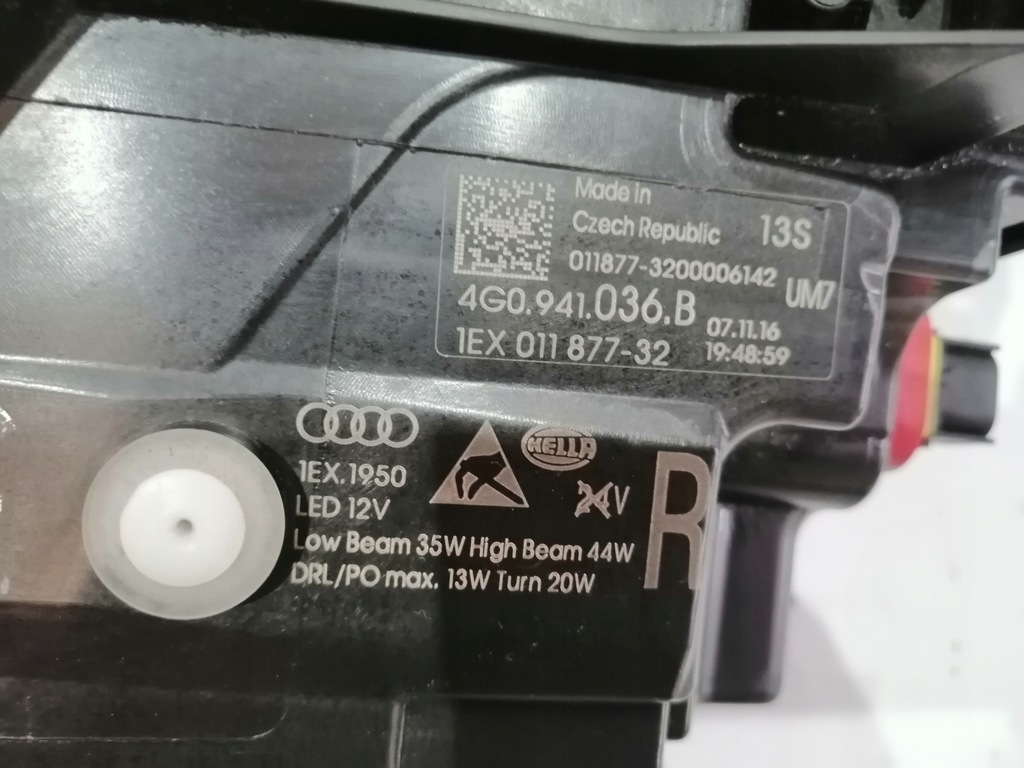 Made in
Czech Republic
13S
011877-3200006142
UM7
4G0.941.036.B
07.11.16
1EX 011 877-32
19:48:59
1EX.1950
HELLA
LED 12V
24V
R
Low Beam 35W High Beam 44W
DRL/PO max. 13W Turn 20W